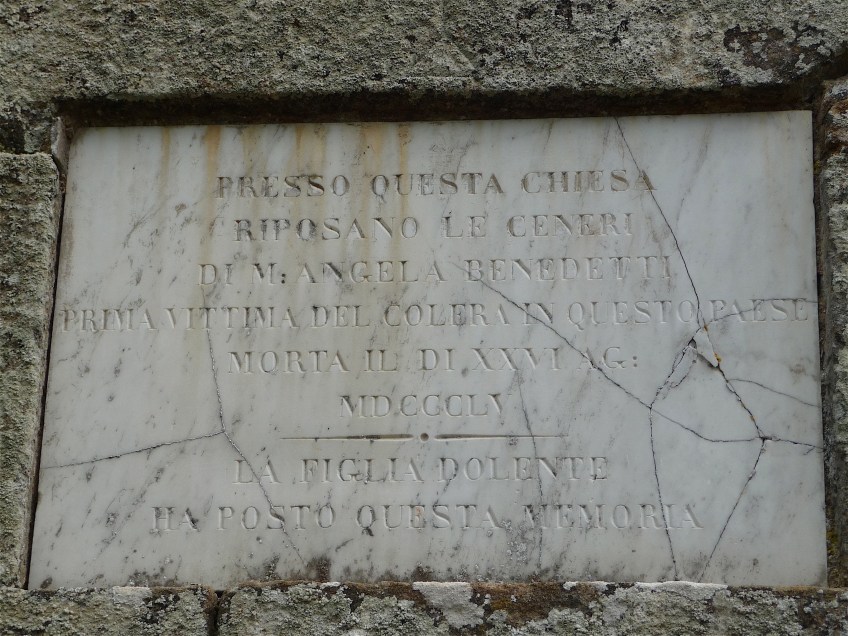 PRESSO QUESTA CHIESA
RIPOSANO LE CENERI
DI M: ANGELA BENEDETTI
PRIMA VITTIMA DEL COLERA IN QUESTO PAESE
MORTA IL DI XXVI AG:
MDCCCLV
LA FIGLIA DOLENTE
HA POSTO QUESTA MEMORIA